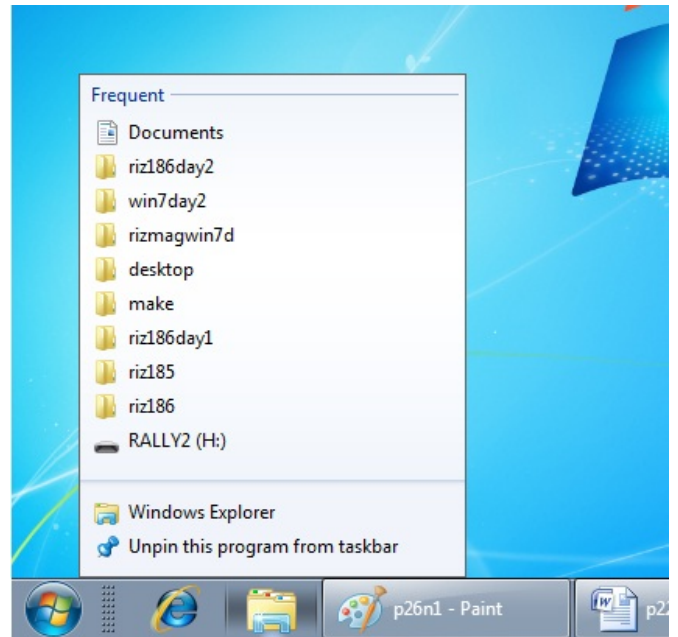 Frequent
Documents
riz186day2
win7day2
rizmagwin7d
desktop
make
riz186day1
riz185
riz186
RALLY2 (H:)
Windows Explorer
Unpin this program from taskbar
p26n1 - Paint
p22